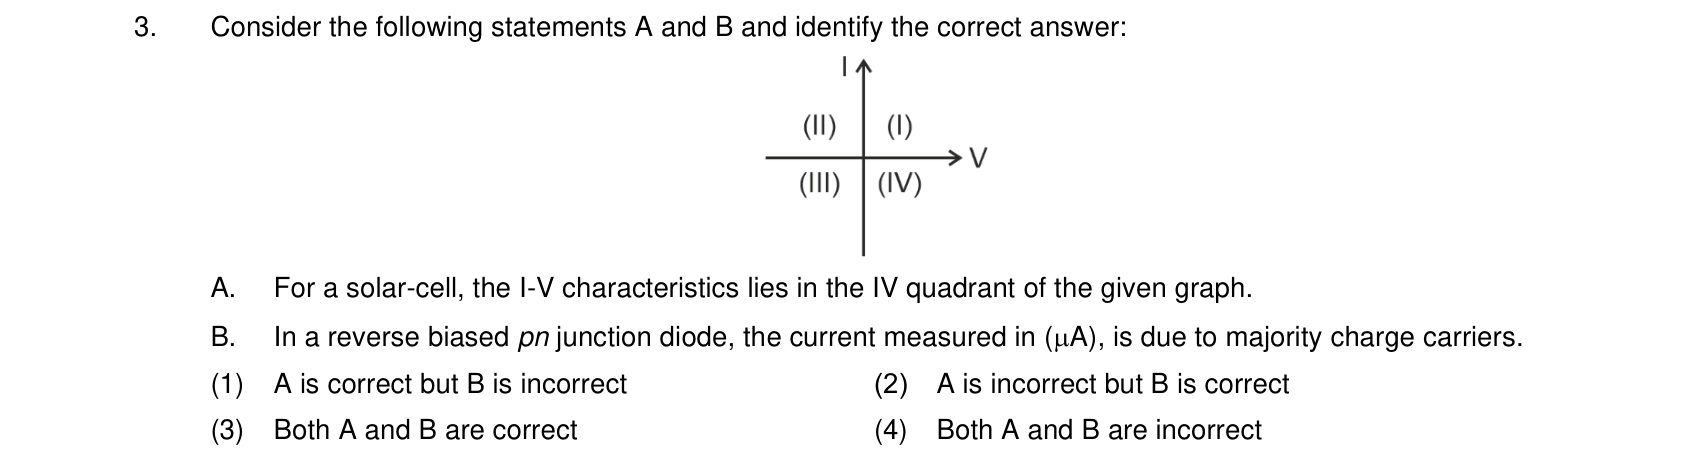 3. Consider the following statements A and B and identify the correct answer:
I
(II) (I)
V
(III) (IV)
A. For a solar-cell, the I-V characteristics lies in the IV quadrant of the given graph.
B. In a reverse biased pn junction diode, the current measured in (μA), is due to majority charge carriers.
(1) A is correct but B is incorrect (2) A is incorrect but B is correct
(3) Both A and B are correct (4) Both A and B are incorrect